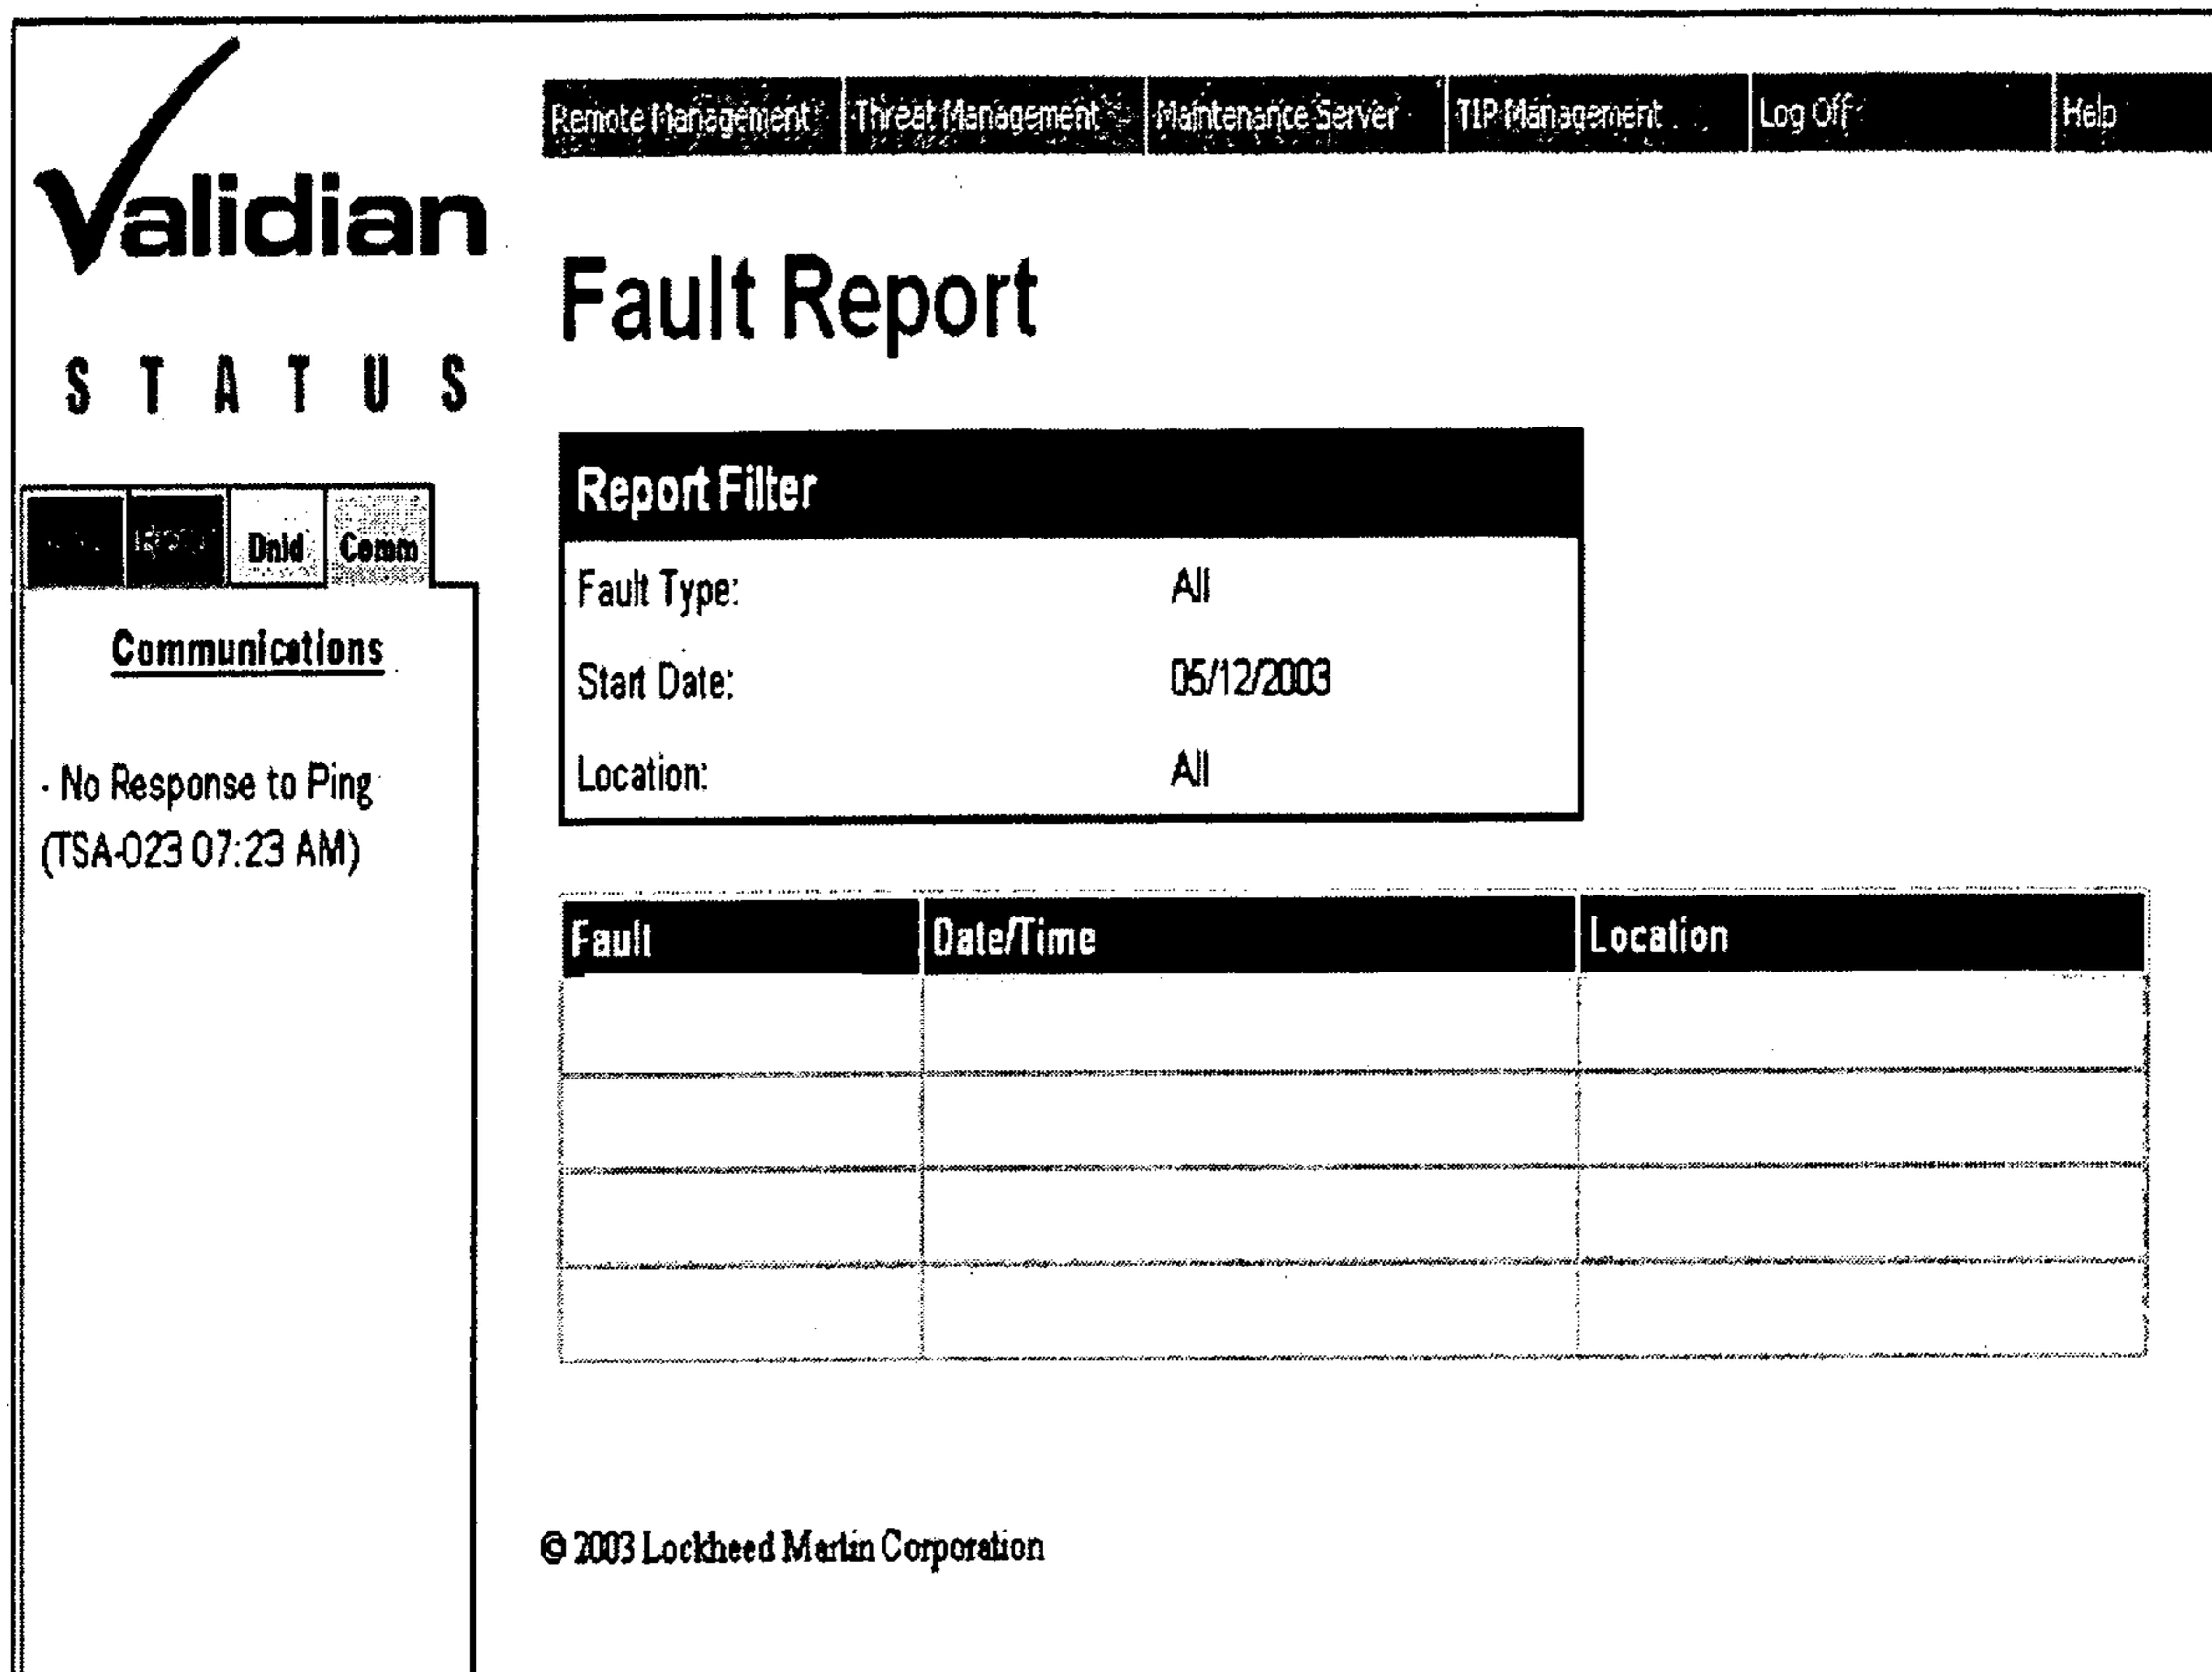 Remote Management Threat Management Maintenance Server TIP Management Log Off Help
Validian
Fault Report
STATUS
Report Filter
Dnld Comm
Fault Type: All
Communications
Start Date: 05/12/2003
Location: All
· No Response to Ping
(TSA-023 07:23 AM)
Fault Date/Time Location
© 2003 Lockheed Martin Corporation